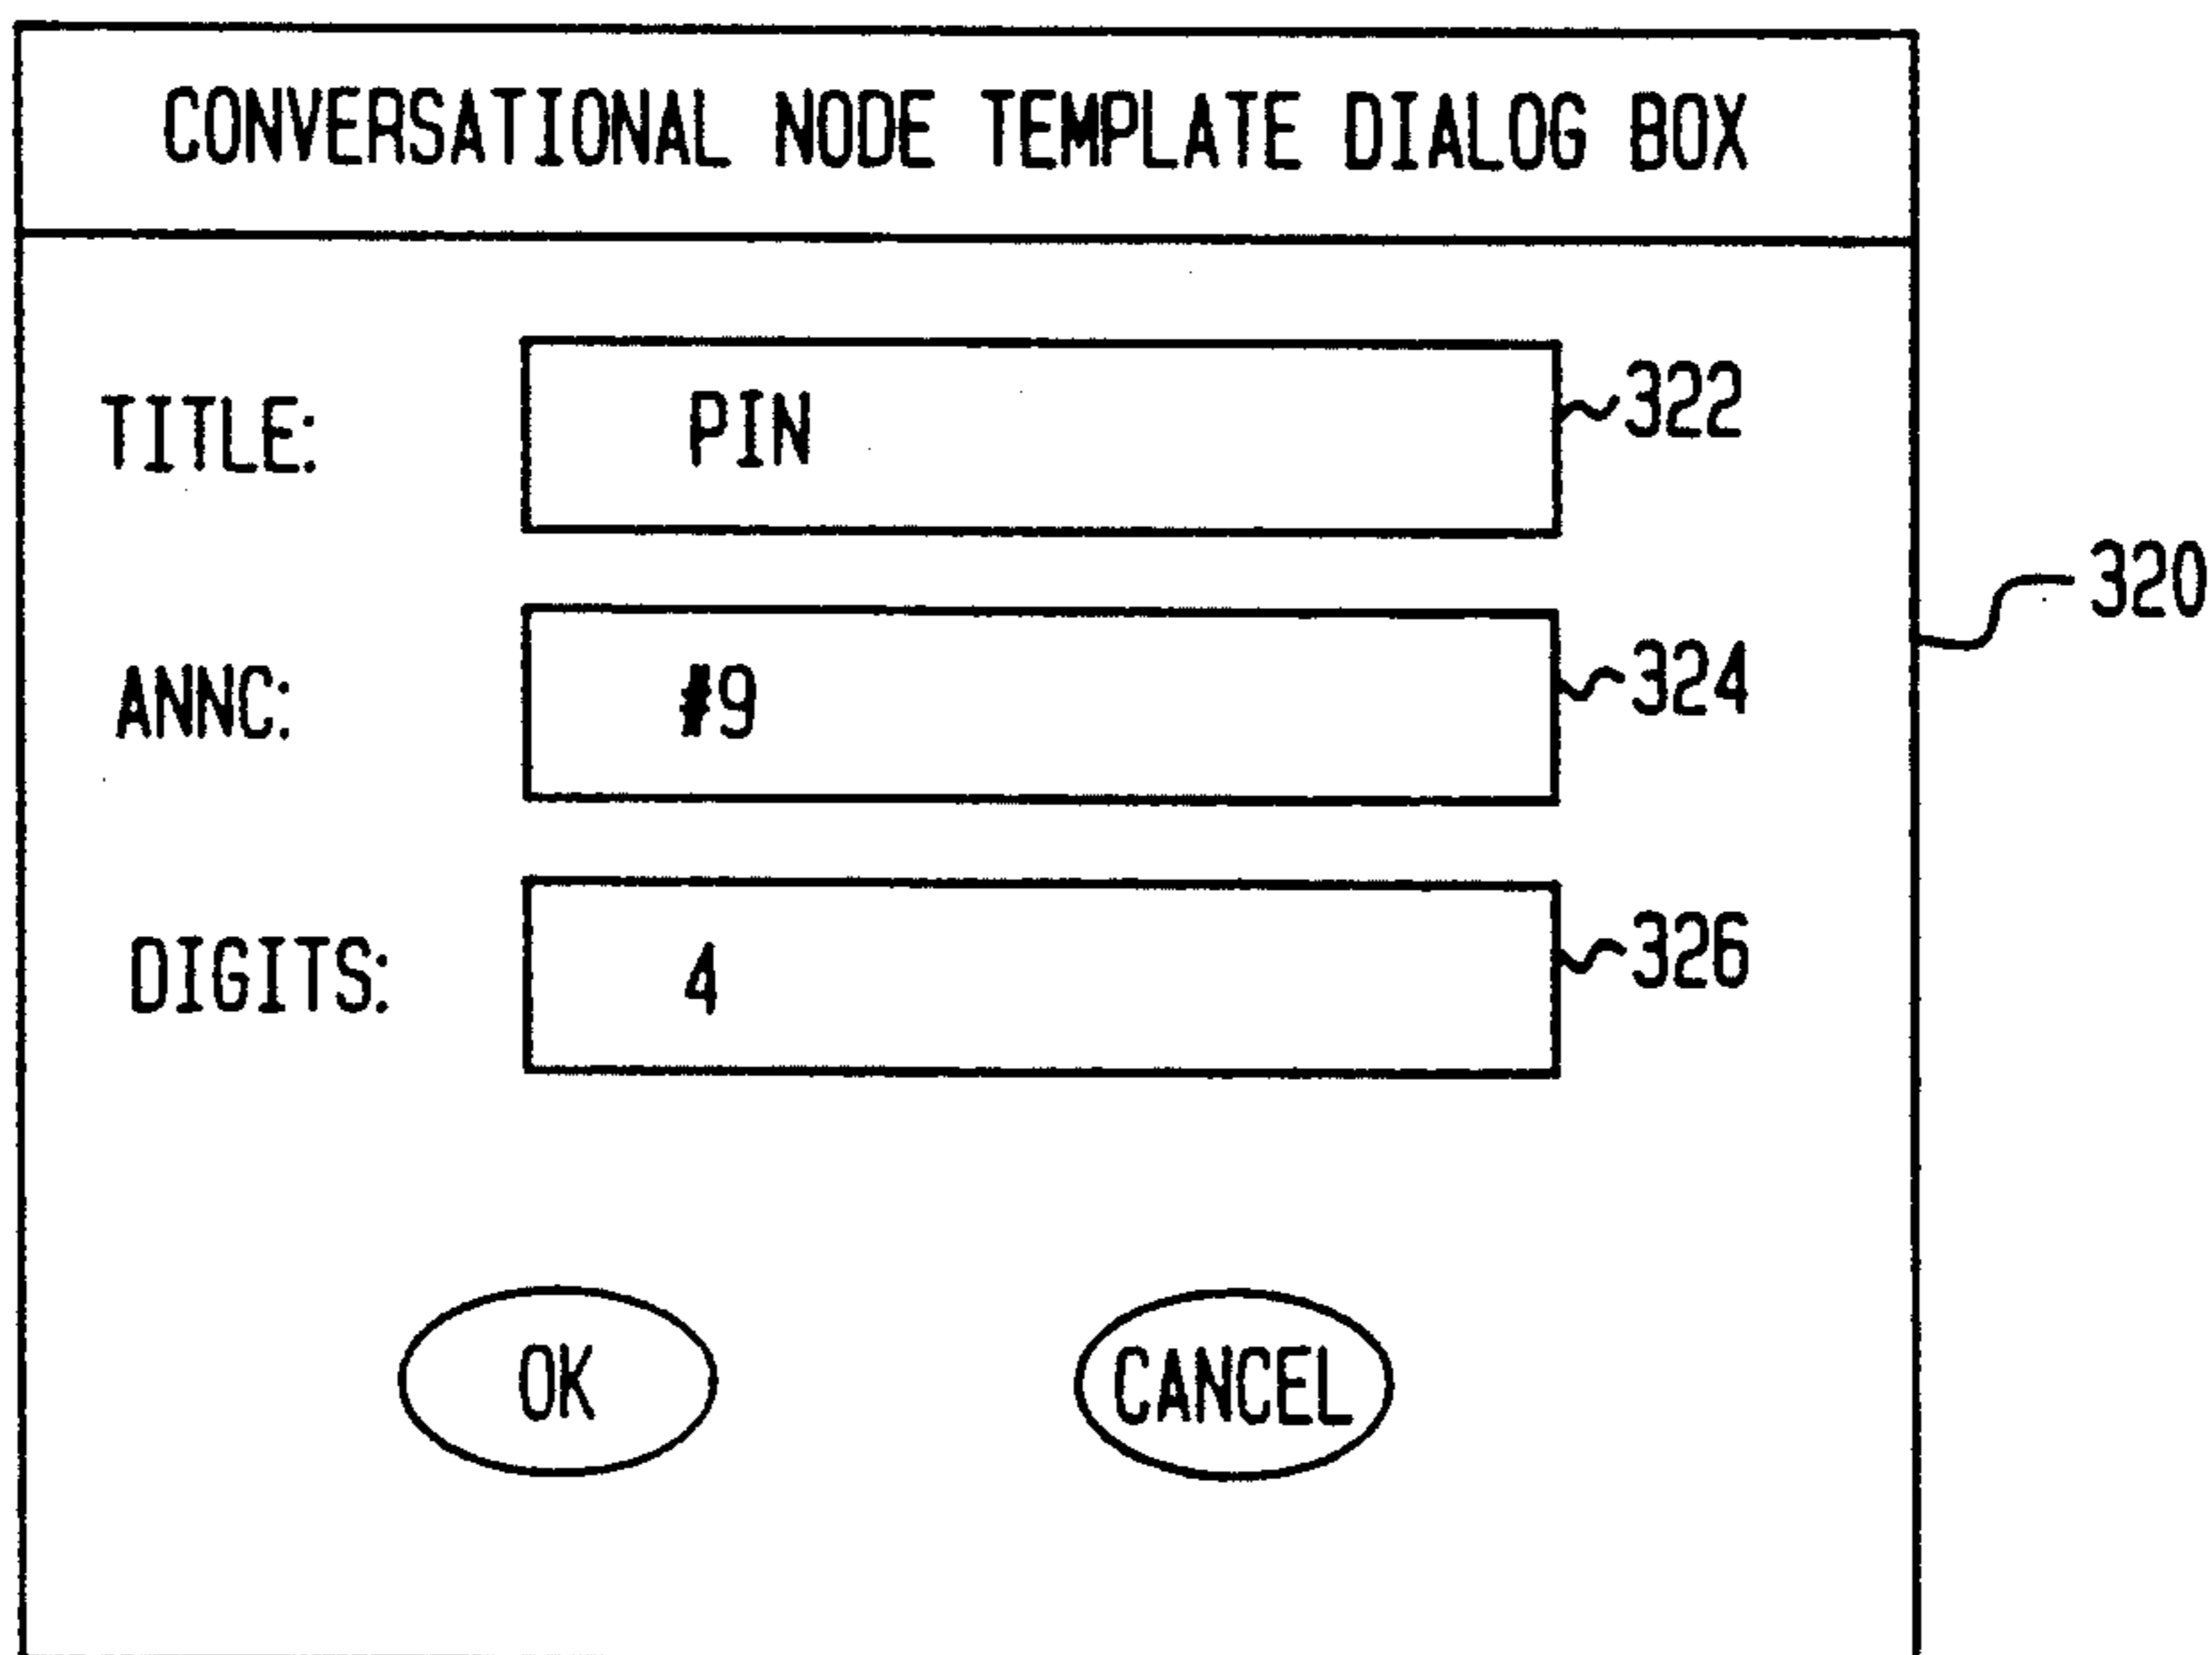 CONVERSATIONAL NODE TEMPLATE DIALOG BOX
TITLE: PIN 322
320
ANNC: #9 324
DIGITS: 4 326
OK CANCEL